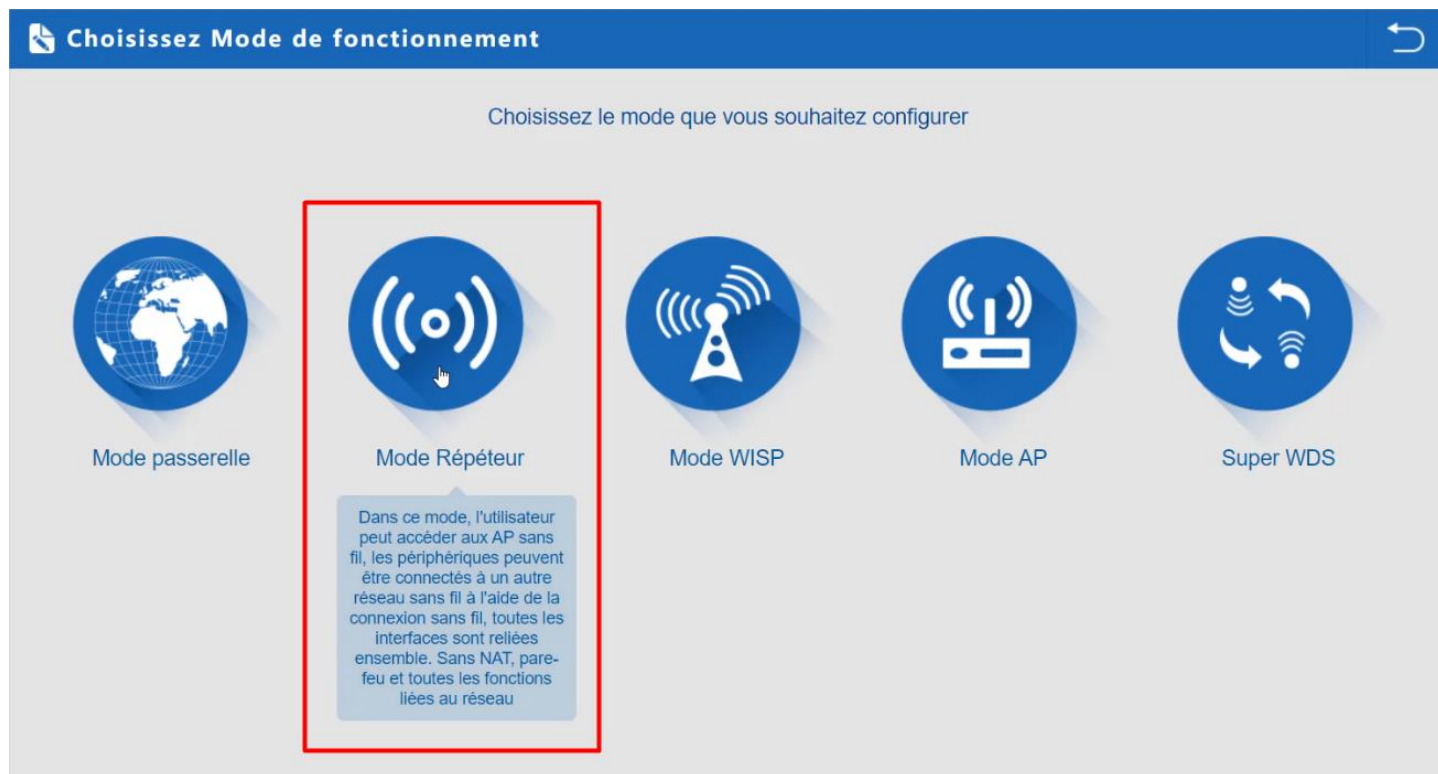 Choisissez Mode de fonctionnement
Choisissez le mode que vous souhaitez configurer
Mode passerelle
Mode Répéteur
Mode WISP
Mode AP
Super WDS
Dans ce mode, l'utilisateur
peut accéder aux AP sans
fil, les périphériques peuvent
être connectés à un autre
réseau sans fil à l'aide de la
connexion sans fil, toutes les
interfaces sont reliées
ensemble. Sans NAT, pare-
feu et toutes les fonctions
liées au réseau